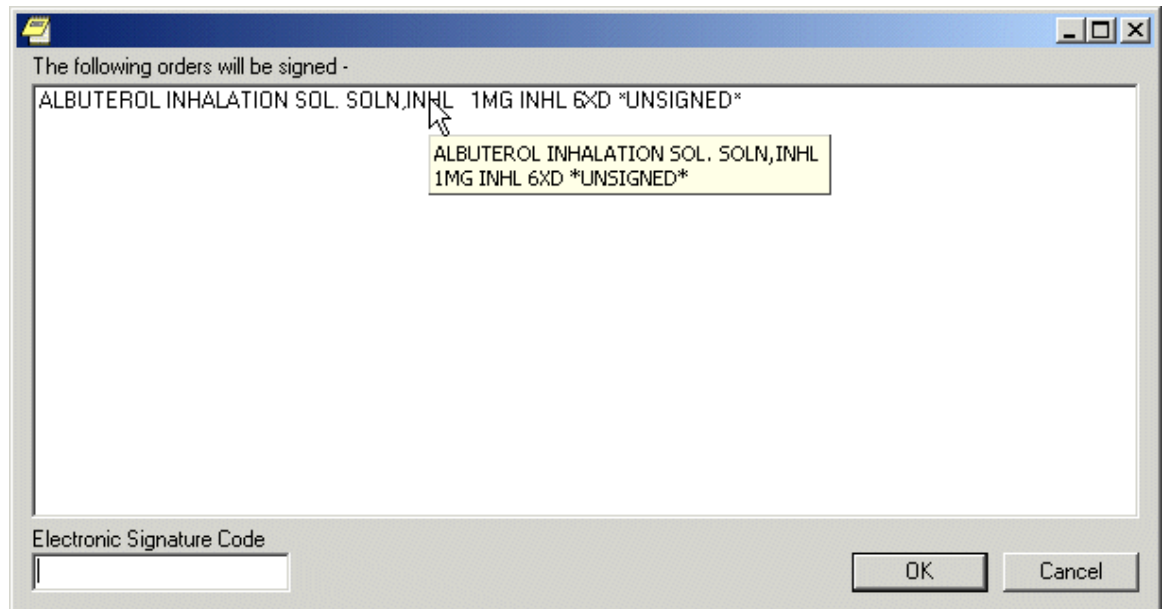 The following orders will be signed -
ALBUTEROL INHALATION SOL. SOLN,INHL 1MG INHL 6XD *UNSIGNED*
ALBUTEROL INHALATION SOL. SOLN,INHL
1MG INHL 6XD *UNSIGNED*
Electronic Signature Code
OK Cancel